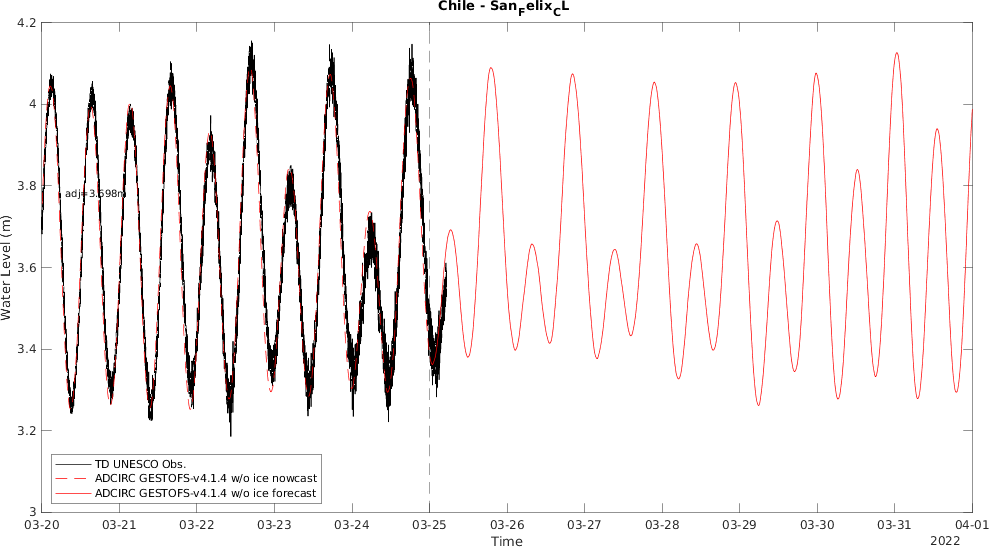 Chile - San_Felix_CL
4.2
4
3.8
3.6
3.4
3.2
3
Water Level (m)
adj=3.598m
TD UNESCO Obs.
ADCIRC GESTOFS-v4.1.4 w/o ice nowcast
ADCIRC GESTOFS-v4.1.4 w/o ice forecast
03-20 03-21 03-22 03-23 03-24 03-25 03-26 03-27 03-28 03-29 03-30 03-31 04-01
Time
2022